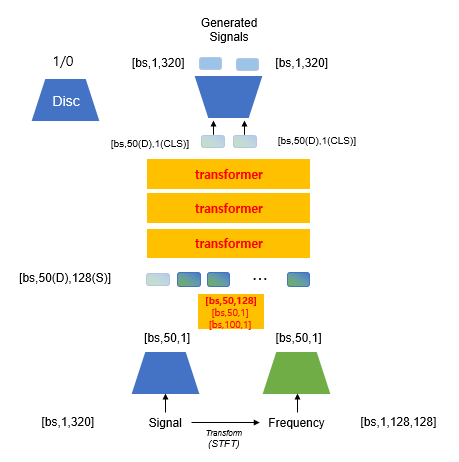 Generated
Signals
[bs,1,320]
[bs,1,320]
1/0
Disc
[bs,50(D),1(CLS)]
[bs,50(D),1(CLS)]
transformer
transformer
transformer
[bs,50(D),128(S)]
...
[bs,50,128]
[bs,50,1]
[bs,100,1]
[bs,50,1]
[bs,50,1]
[bs,1,320]
Signal
Transform
(STFT)
Frequency
[bs,1,128,128]